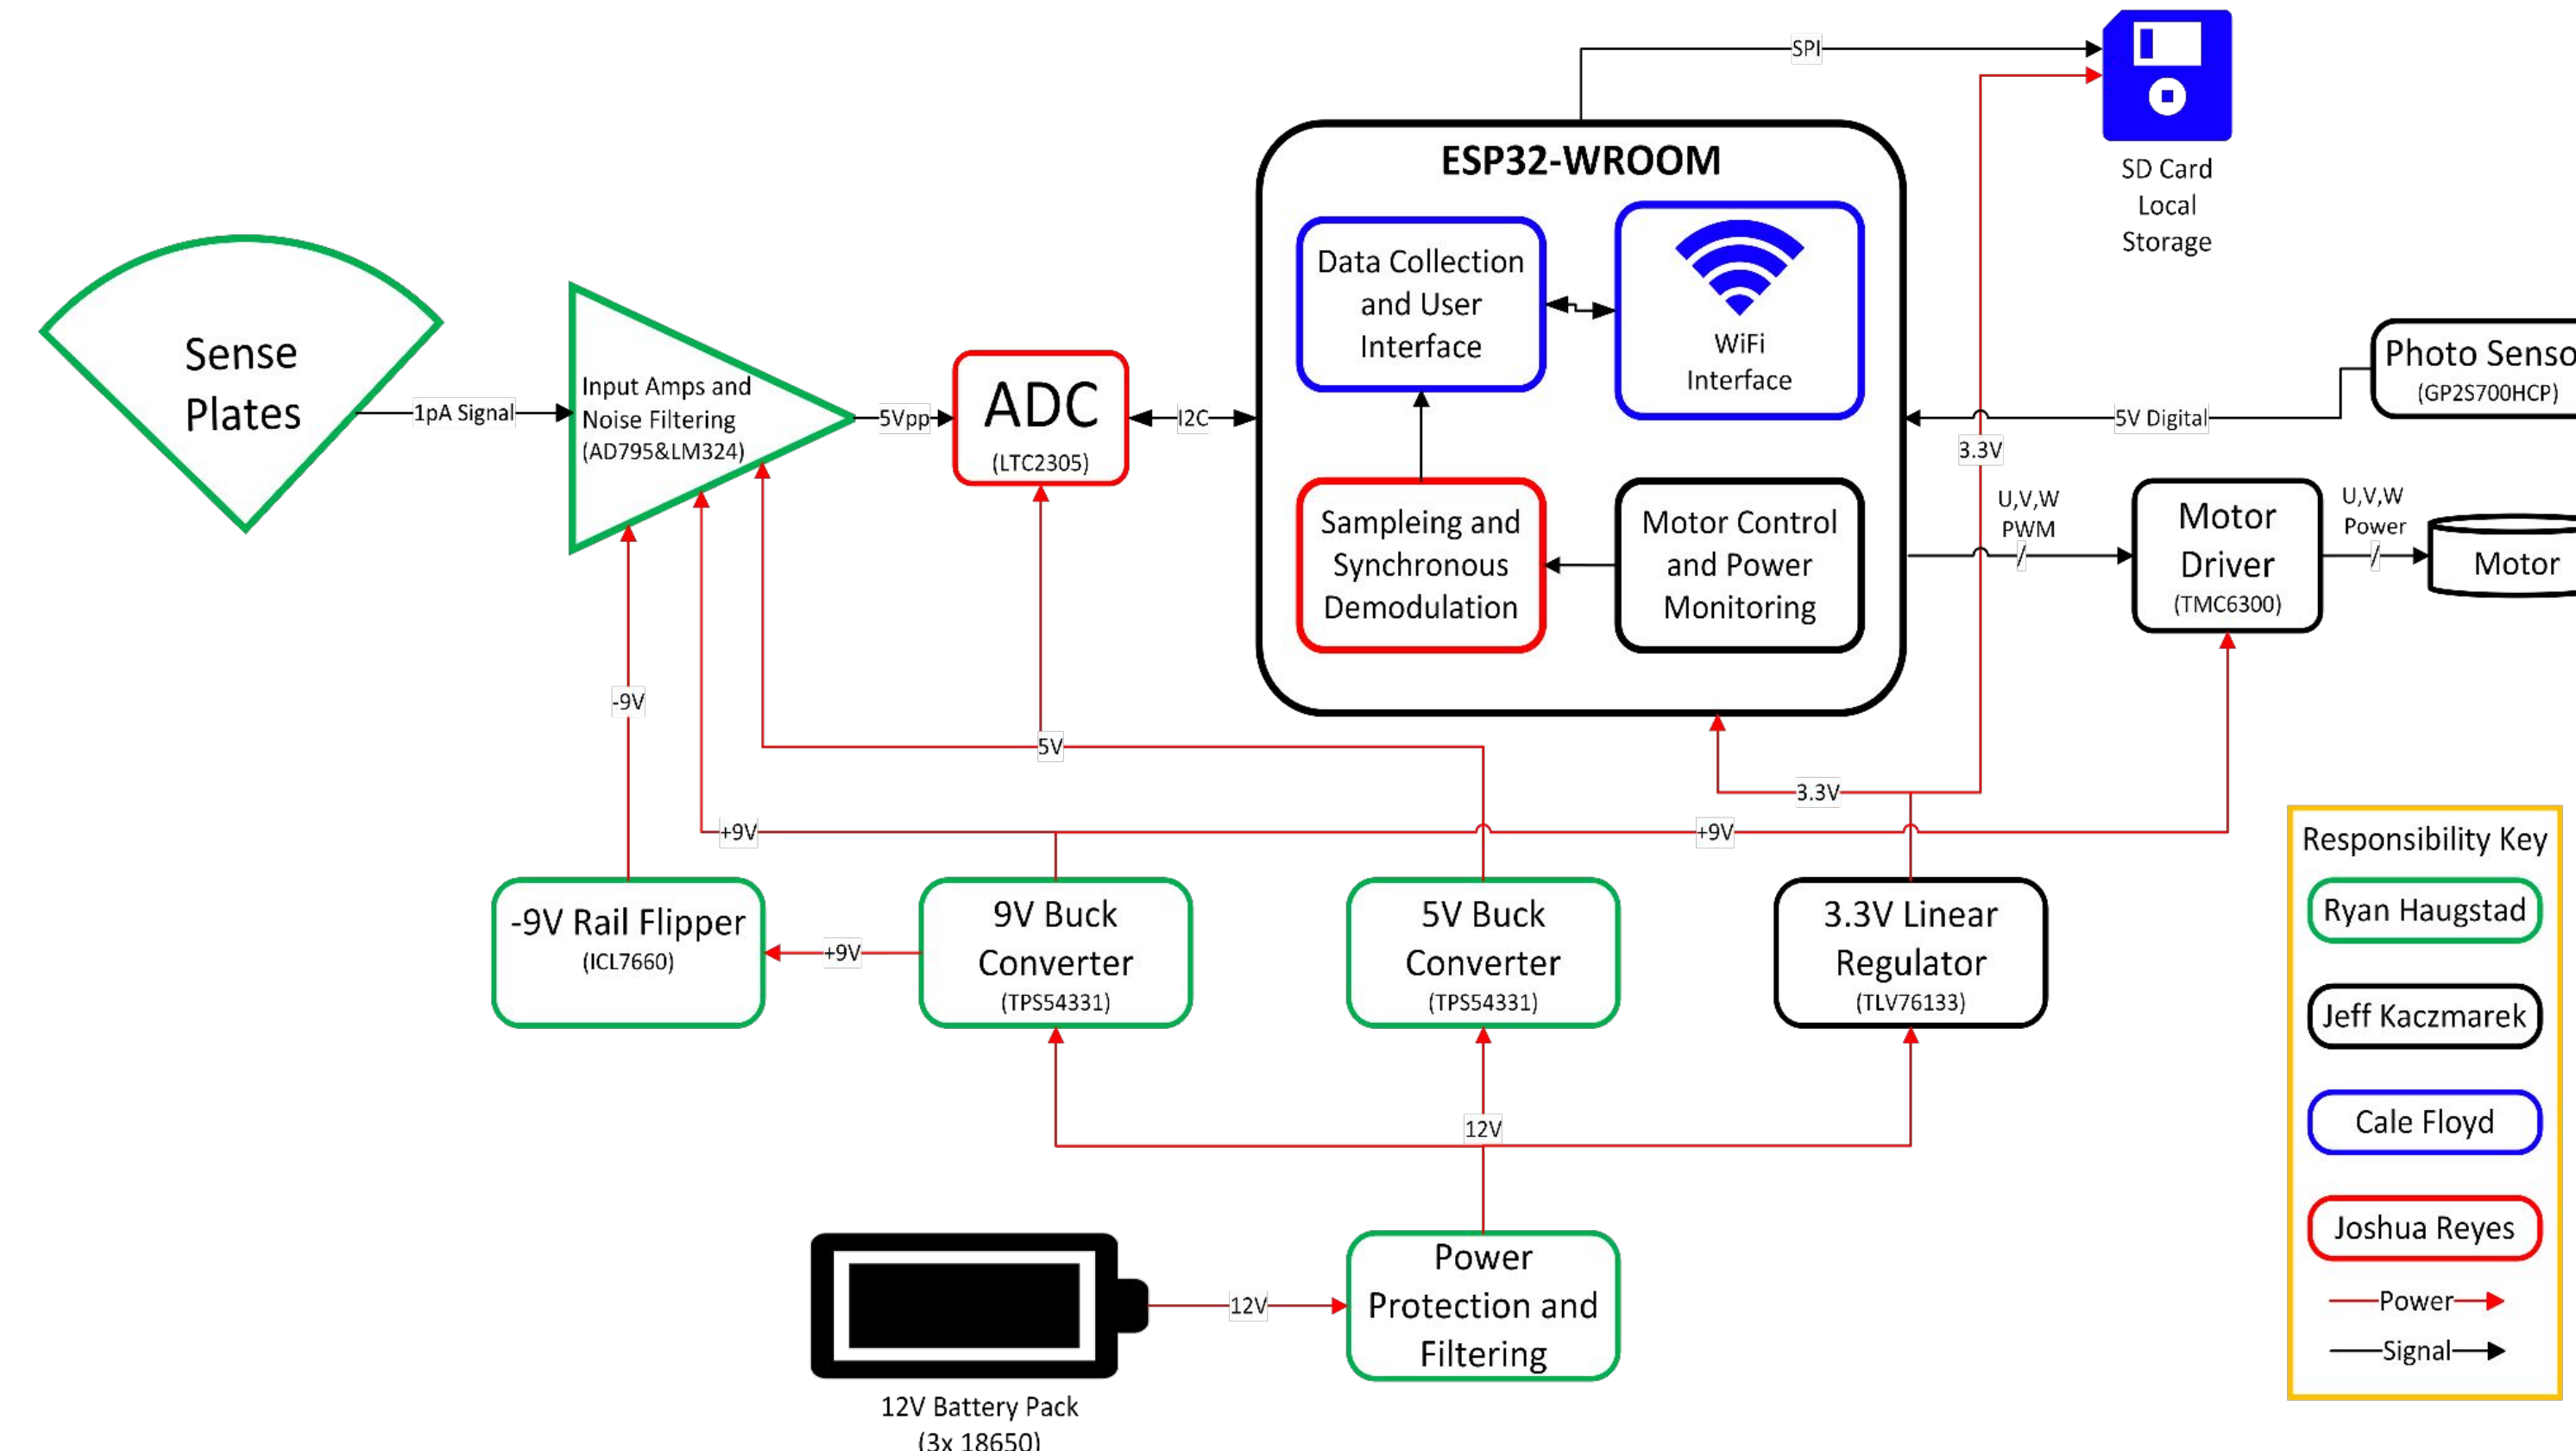 SPI
SD Card
Local
Storage
ESP32-WROOM
Data Collection
and User
Interface
WiFi
Interface
Sense
Plates
1pA Signal
Input Amps and
Noise Filtering
(AD795&LM324)
5Vpp
ADC
(LTC2305)
I2C
Photo Senso
(GP2S700HCP)
5V Digital
3.3V
Sampleing and
Synchronous
Demodulation
Motor Control
and Power
Monitoring
U,V,W
PWM
/
Motor
Driver
(TMC6300)
U,V,W
Power
/
Motor
-9V
5V
3.3V
+9V
+9V
-9V Rail Flipper
(ICL7660)
+9V
9V Buck
Converter
(TPS54331)
5V Buck
Converter
(TPS54331)
3.3V Linear
Regulator
(TLV76133)
12V
12V
Power
Protection and
Filtering
12V Battery Pack
(3x 18650)
Responsibility Key
Ryan Haugstad
Jeff Kaczmarek
Cale Floyd
Joshua Reyes
Power
Signal